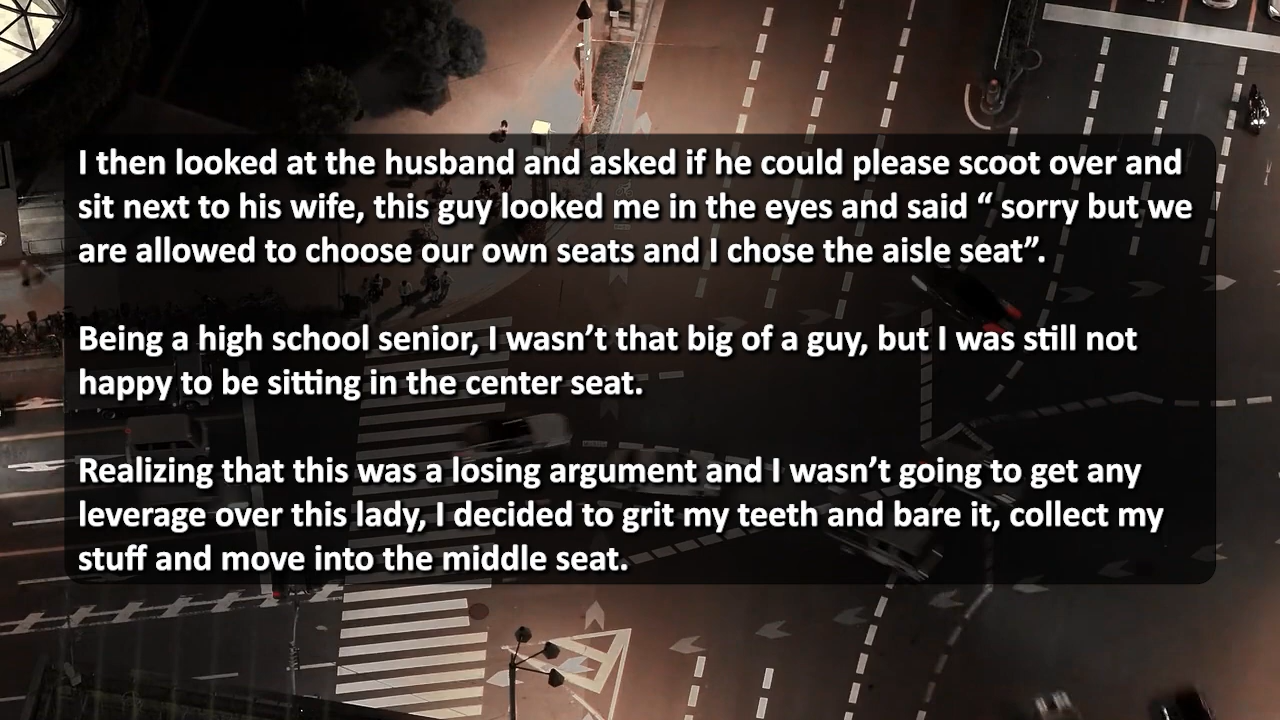 I then looked at the husband and asked if he could please scoot over and
sit next to his wife, this guy looked me in the eyes and said “ sorry but we
are allowed to choose our own seats and I chose the aisle seat”.
Being a high school senior, I wasn’t that big of a guy, but I was still not
happy to be sitting in the center seat.
Realizing that this was a losing argument and I wasn’t going to get any
leverage over this lady, I decided to grit my teeth and bare it, collect my
stuff and move into the middle seat.